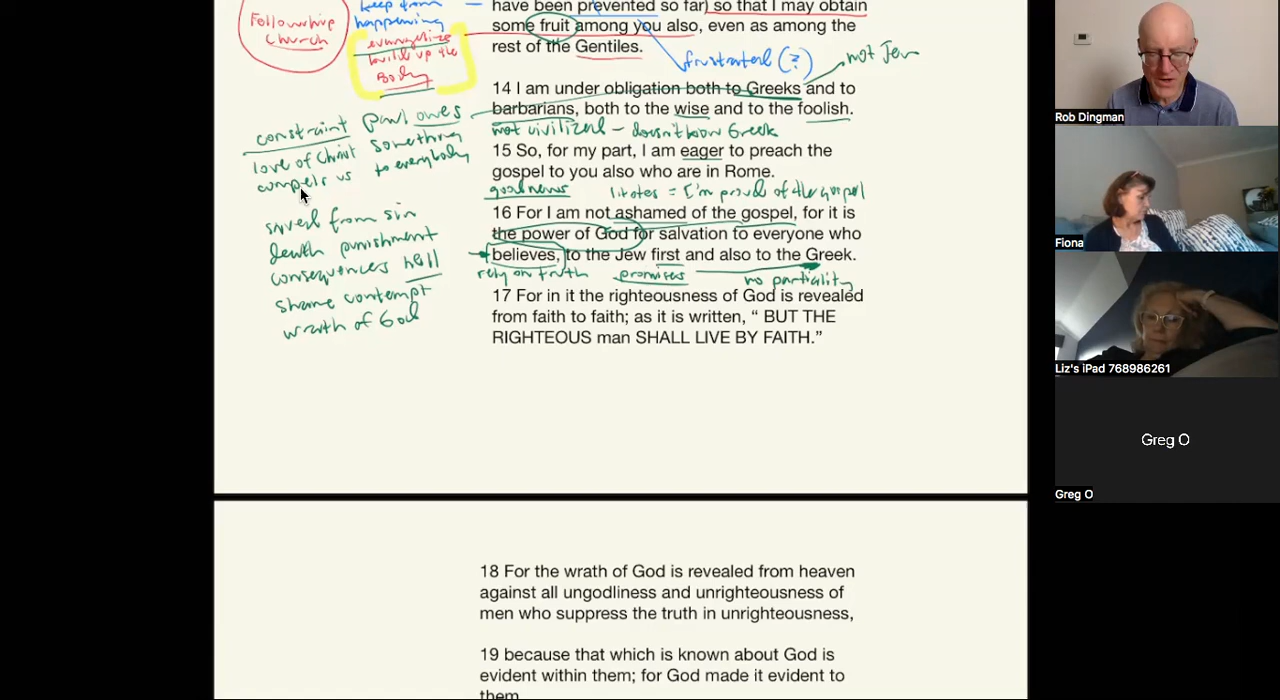 keep from
happening
Fellowship
Church
evangelize
build up the
Body
have been prevented so far) so that I may obtain
some fruit among you also, even as among the
rest of the Gentiles.
frustrated (?)
not Jew
14 I am under obligation both to Greeks and to
barbarians, both to the wise and to the foolish.
not civilized – doesn't know Greek
15 So, for my part, I am eager to preach the
gospel to you also who are in Rome.
good news
litotes = I'm proud of the gospel
16 For I am not ashamed of the gospel, for it is
the power of God for salvation to everyone who
believes, to the Jew first and also to the Greek.
rely on truth promises no partiality
17 For in it the righteousness of God is revealed
from faith to faith; as it is written, “ BUT THE
RIGHTEOUS man SHALL LIVE BY FAITH.”
constraint
love of Christ
compels us
Paul owes
something
to everybody
saved from sin
death punishment
consequences hell
shame contempt
wrath of God
18 For the wrath of God is revealed from heaven
against all ungodliness and unrighteousness of
men who suppress the truth in unrighteousness,
19 because that which is known about God is
evident within them; for God made it evident to
them
Rob Dingman
Fiona
Liz's iPad 768986261
Greg O
Greg O